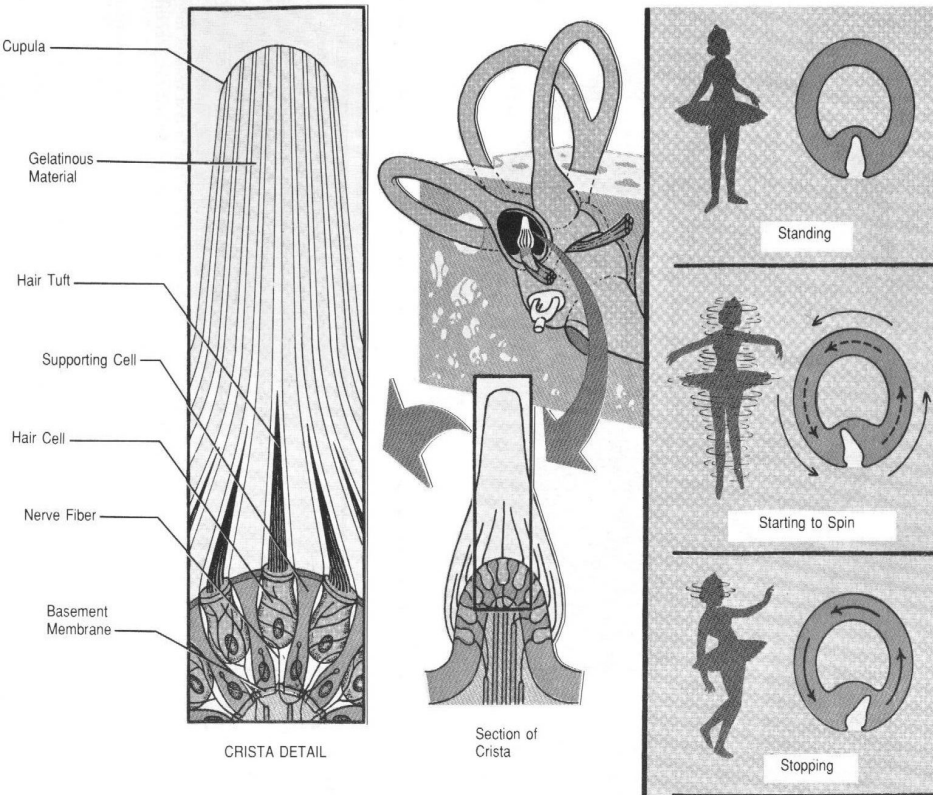 Cupula
Gelatinous
Material
Hair Tuft
Supporting Cell
Hair Cell
Nerve Fiber
Basement
Membrane
CRISTA DETAIL
Section of
Crista
Standing
Starting to Spin
Stopping